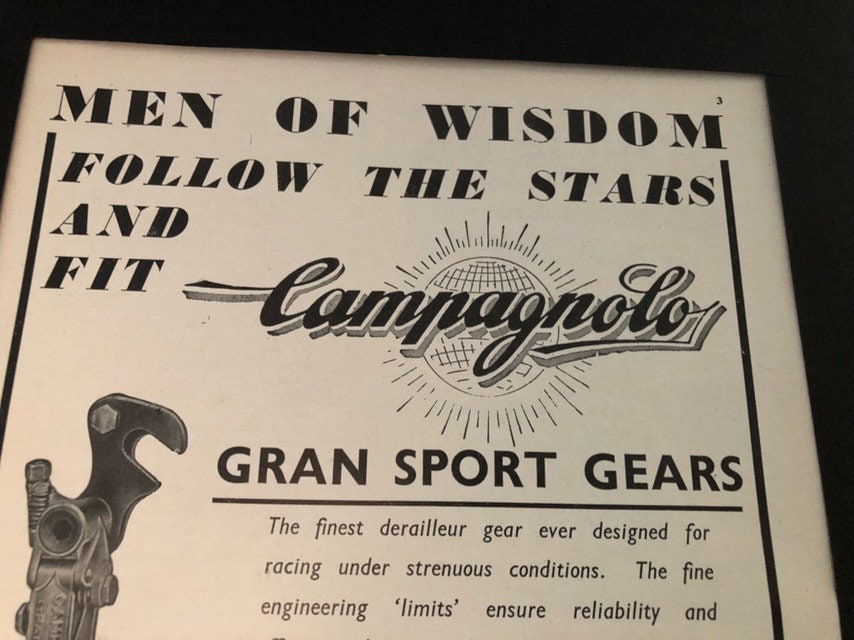 3
MEN OF WISDOM
FOLLOW THE STARS
AND
FIT
Campagnolo
GRAN SPORT GEARS
The finest derailleur gear ever designed for
racing under strenuous conditions. The fine
engineering ‘limits’ ensure reliability and